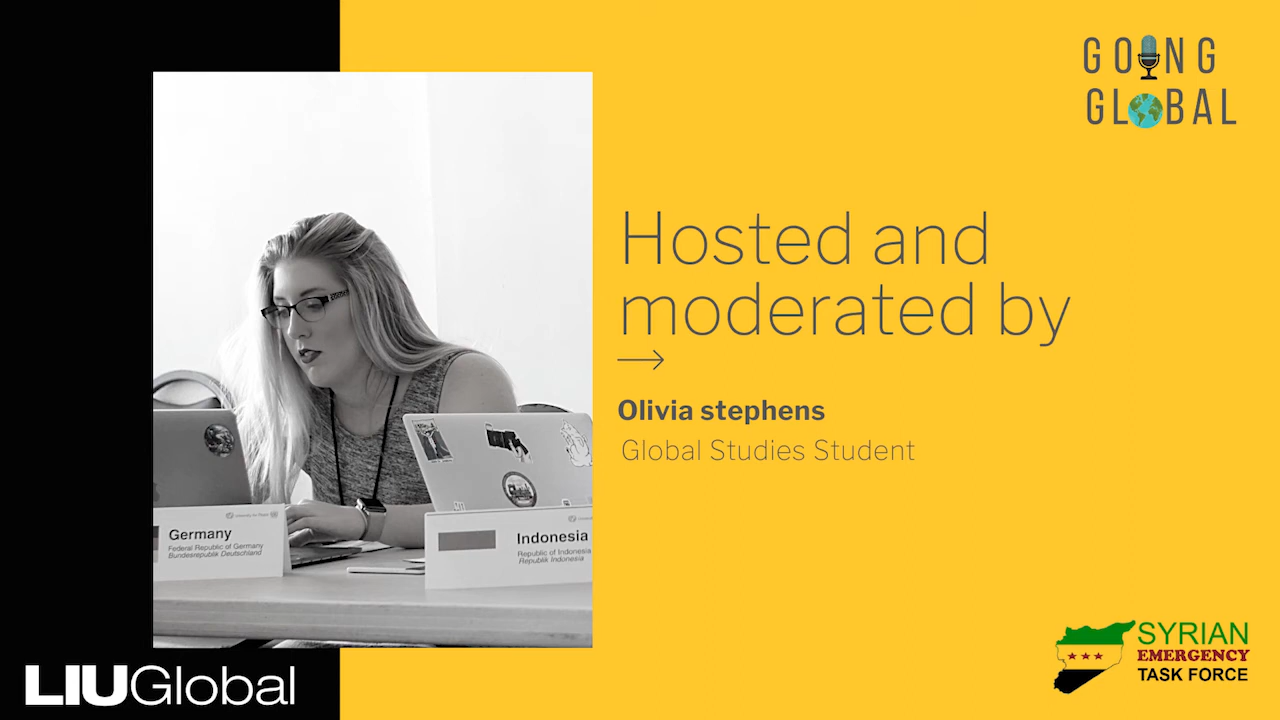 GOING
GLOBAL
Hosted and
moderated by
Olivia stephens
Global Studies Student
Germany
Federal Republic of Germany
Bundesrepublik Deutschland
Indonesia
Republic of Indonesia
Republik Indonesia
LIUGlobal
SYRIAN
EMERGENCY
TASK FORCE